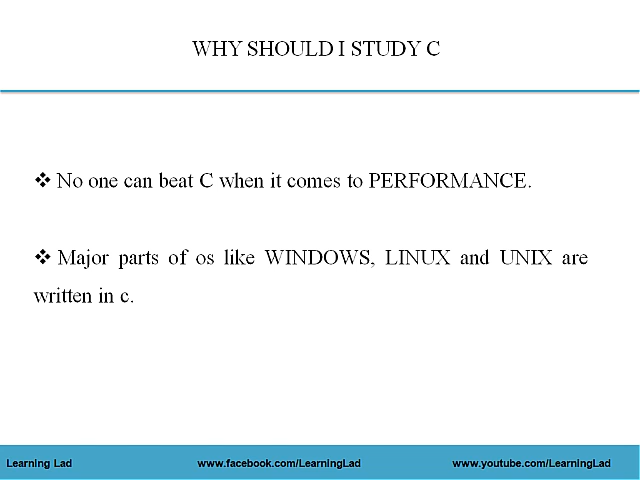 WHY SHOULD I STUDY C
❖ No one can beat C when it comes to PERFORMANCE.
❖ Major parts of os like WINDOWS, LINUX and UNIX are
written in c.
Learning Lad www.facebook.com/LearningLad www.youtube.com/LearningLad